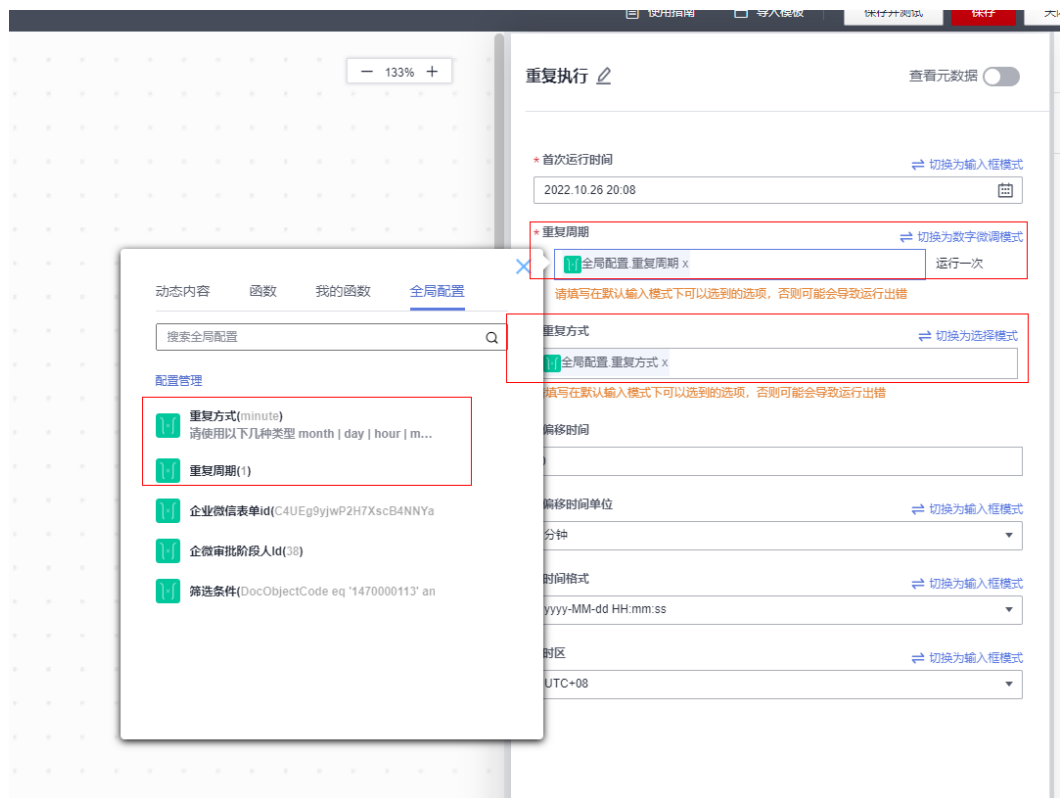 使用指南 导入模板 保存并测试 保存
133%
重复执行
查看元数据
* 首次运行时间
切换为输入框模式
2022.10.26 20:08
* 重复周期
切换为数字微调模式
全局配置.重复周期 x
运行一次
请填写在默认输入模式下可以选到的选项，否则可能会导致运行出错
重复方式
切换为选择模式
全局配置.重复方式 x
填写在默认输入模式下可以选到的选项，否则可能会导致运行出错
偏移时间
偏移时间单位
切换为输入框模式
分钟
时间格式
切换为输入框模式
yyyy-MM-dd HH:mm:ss
时区
切换为输入框模式
UTC+08
动态内容 函数 我的函数 全局配置
搜索全局配置
配置管理
重复方式(minute)
请使用以下几种类型 month | day | hour | m...
重复周期(1)
企业微信表单id(C4UEg9yjwP2H7XscB4NNYa
企微审批阶段人Id(38)
筛选条件(DocObjectCode eq '1470000113' an